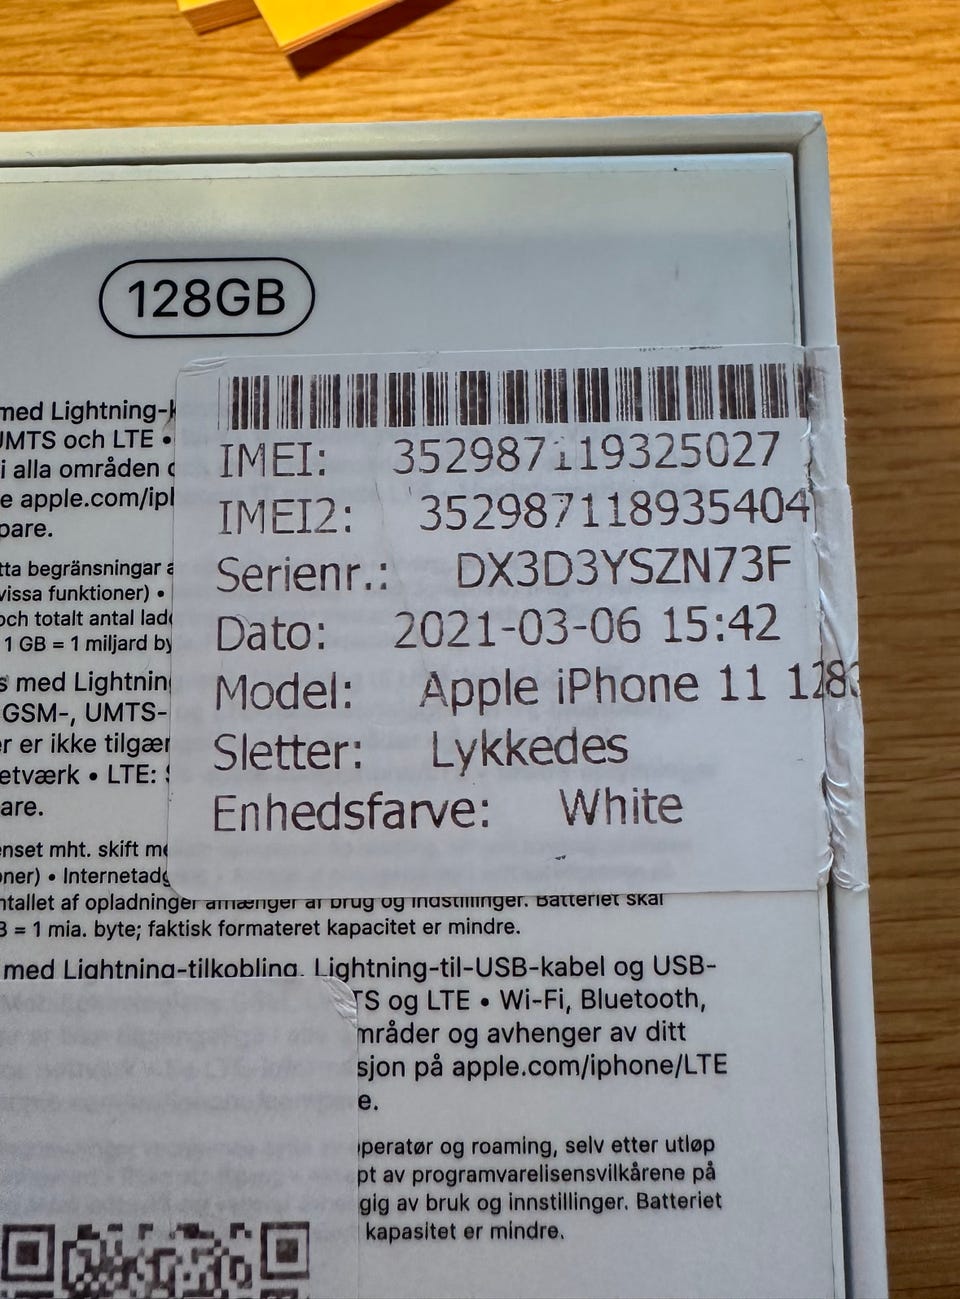 128GB
med Lightning-k
UMTS och LTE •
i alla områden
e apple.com/ipl
pare.
IMEI: 352987119325027
IMEI2: 352987118935404
Serienr.: DX3D3YSZN73F
Dato: 2021-03-06 15:42
Model: Apple iPhone 11 128
Sletter: Lykkedes
Enhedsfarve: White
tta begränsningar
vissa funktioner) •
och totalt antal lad
1 GB = 1 miljard by
s med Lightnin
GSM-, UMTS-
r er ikke tilgær
etværk • LTE:
are.
enset mht. skift
oner) • Internetadg
ntallet af opladninger afhænger af brug og indstillinger. Batteriet skal
B = 1 mia. byte; faktisk formateret kapacitet er mindre.
med Lightning-tilkobling, Lightning-til-USB-kabel og USB-
TS og LTE • Wi-Fi, Bluetooth,
mråder og avhenger av ditt
sjon på apple.com/iphone/LTE
e.
operatør og roaming, selv etter utløp
pt av programvarelisensvilkårene på
gig av bruk og innstillinger. Batteriet
kapasitet er mindre.